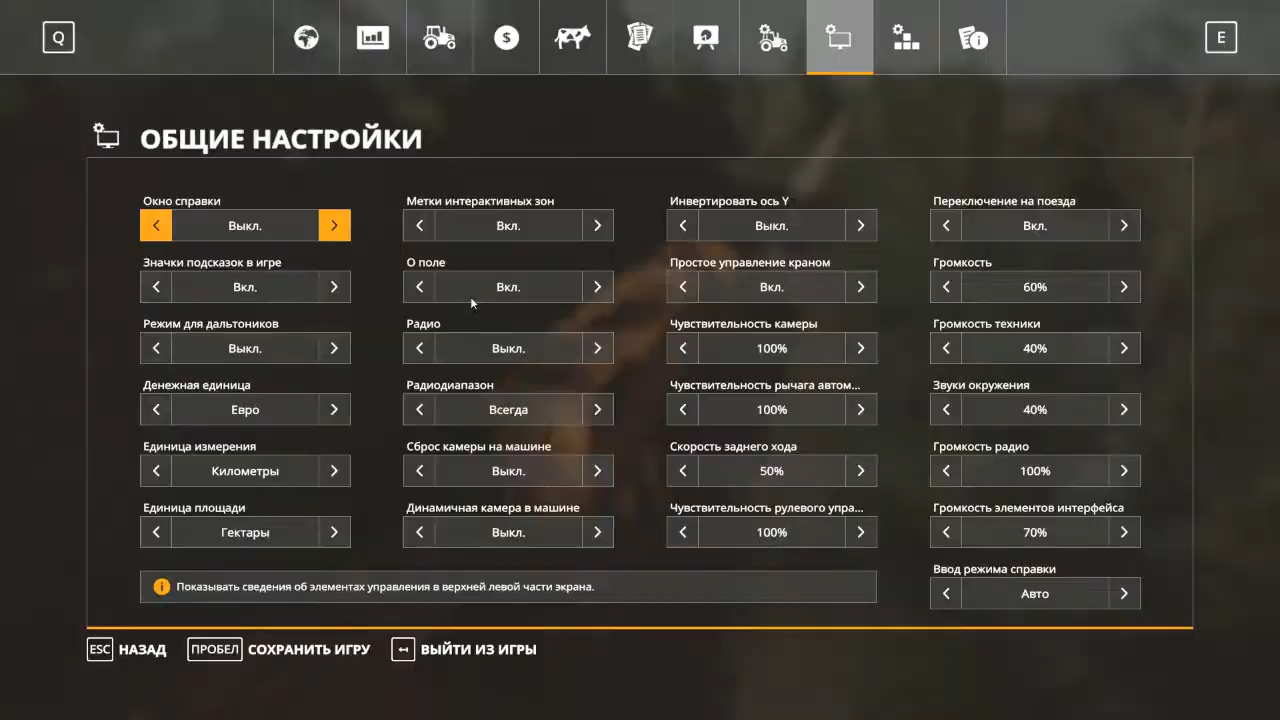 Q
E
ОБЩИЕ НАСТРОЙКИ
Окно справки
Выкл.
Значки подсказок в игре
Вкл.
Режим для дальтоников
Выкл.
Денежная единица
Евро
Единица измерения
Километры
Единица площади
Гектары
Метки интерактивных зон
Вкл.
О поле
Вкл.
Радио
Выкл.
Радиодиапазон
Всегда
Сброс камеры на машине
Выкл.
Динамичная камера в машине
Выкл.
Инвертировать ось Y
Выкл.
Простое управление краном
Вкл.
Чувствительность камеры
100%
Чувствительность рычага автом...
100%
Скорость заднего хода
50%
Чувствительность рулевого упра...
100%
Переключение на поезда
Вкл.
Громкость
60%
Громкость техники
40%
Звуки окружения
40%
Громкость радио
100%
Громкость элементов интерфейса
70%
Ввод режима справки
Авто
Показывать сведения об элементах управления в верхней левой части экрана.
ESC НАЗАД ПРОБЕЛ СОХРАНИТЬ ИГРУ ВЫЙТИ ИЗ ИГРЫ